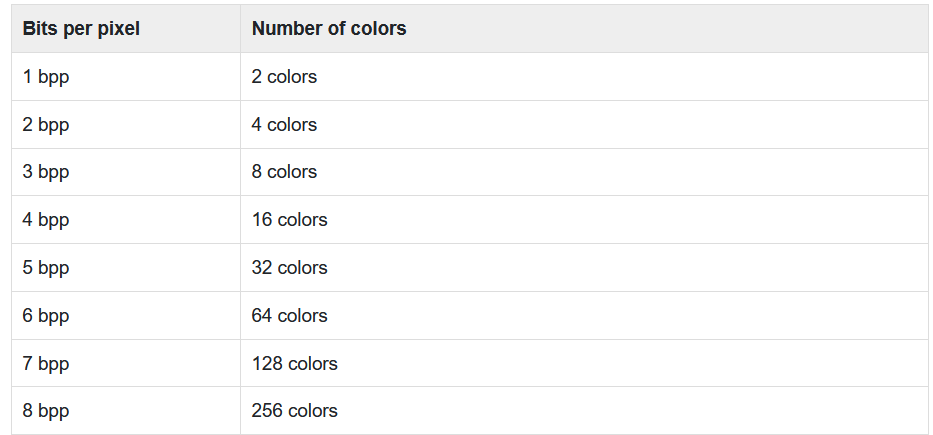 Bits per pixel Number of colors
1 bpp 2 colors
2 bpp 4 colors
3 bpp 8 colors
4 bpp 16 colors
5 bpp 32 colors
6 bpp 64 colors
7 bpp 128 colors
8 bpp 256 colors